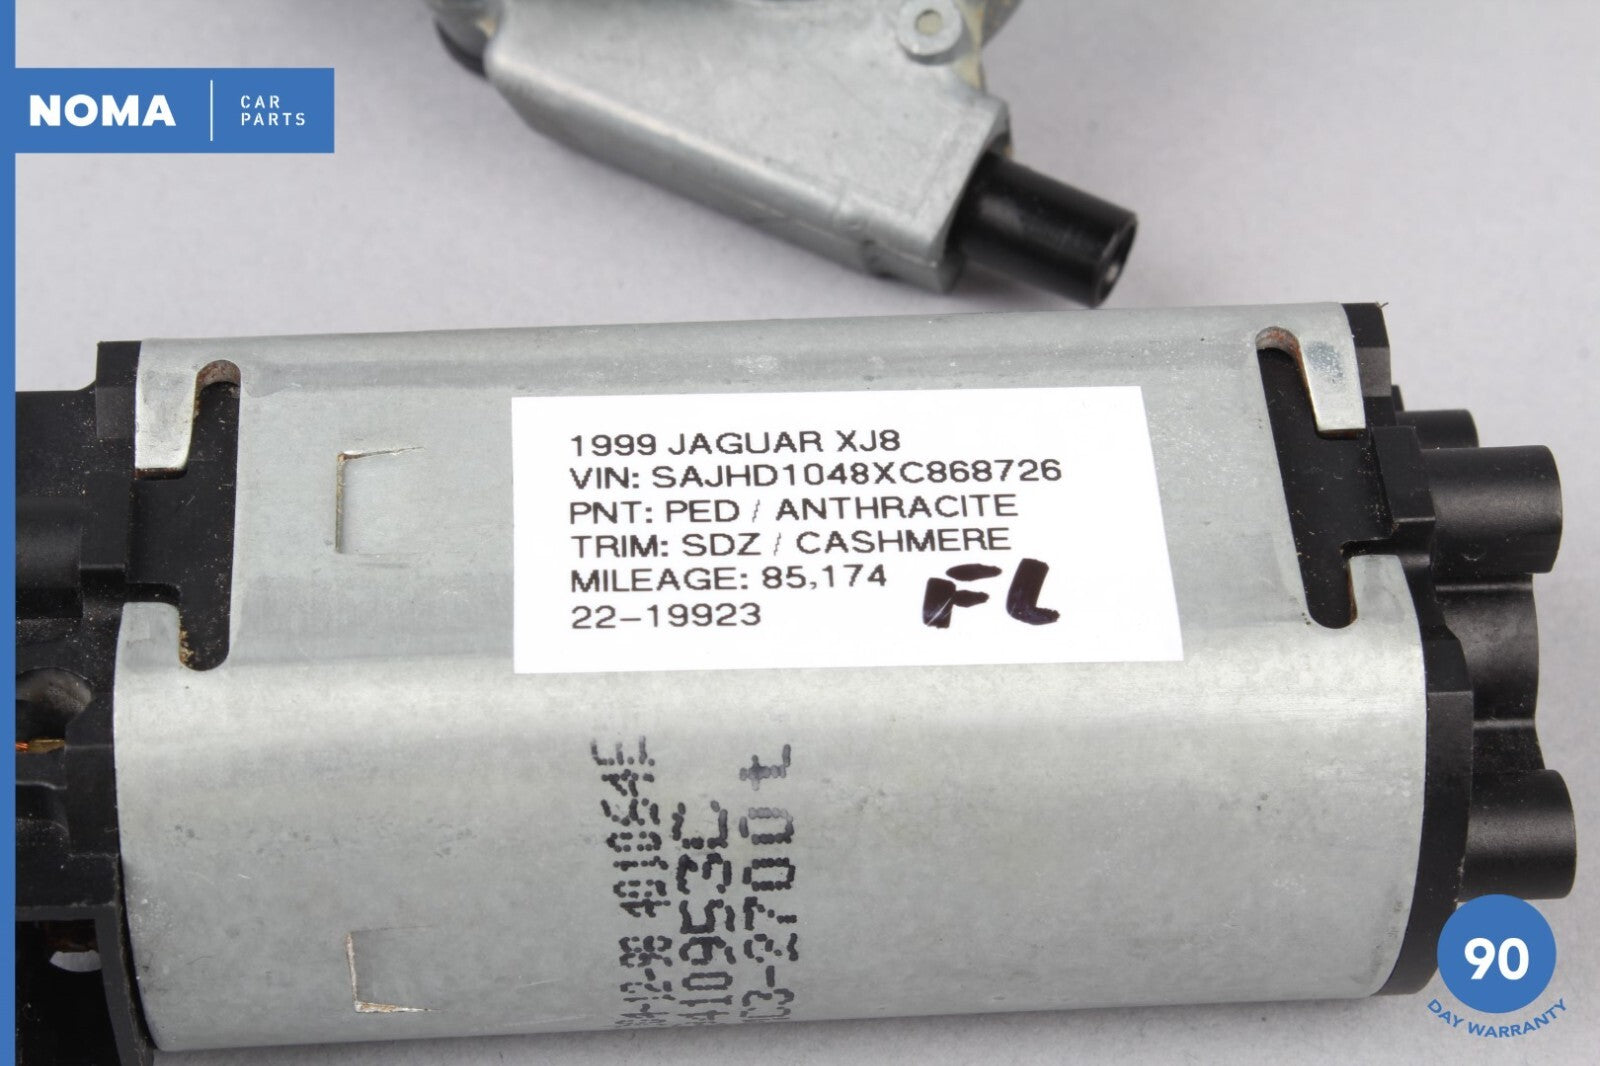 NOMA
CAR
PARTS
1999 JAGUAR XJ8
VIN: SAJHD1048XC868726
PNT: PED / ANTHRACITE
TRIM: SDZ / CASHMERE
MILEAGE: 85,174
22-19923
FL
90
DAY WARRANTY